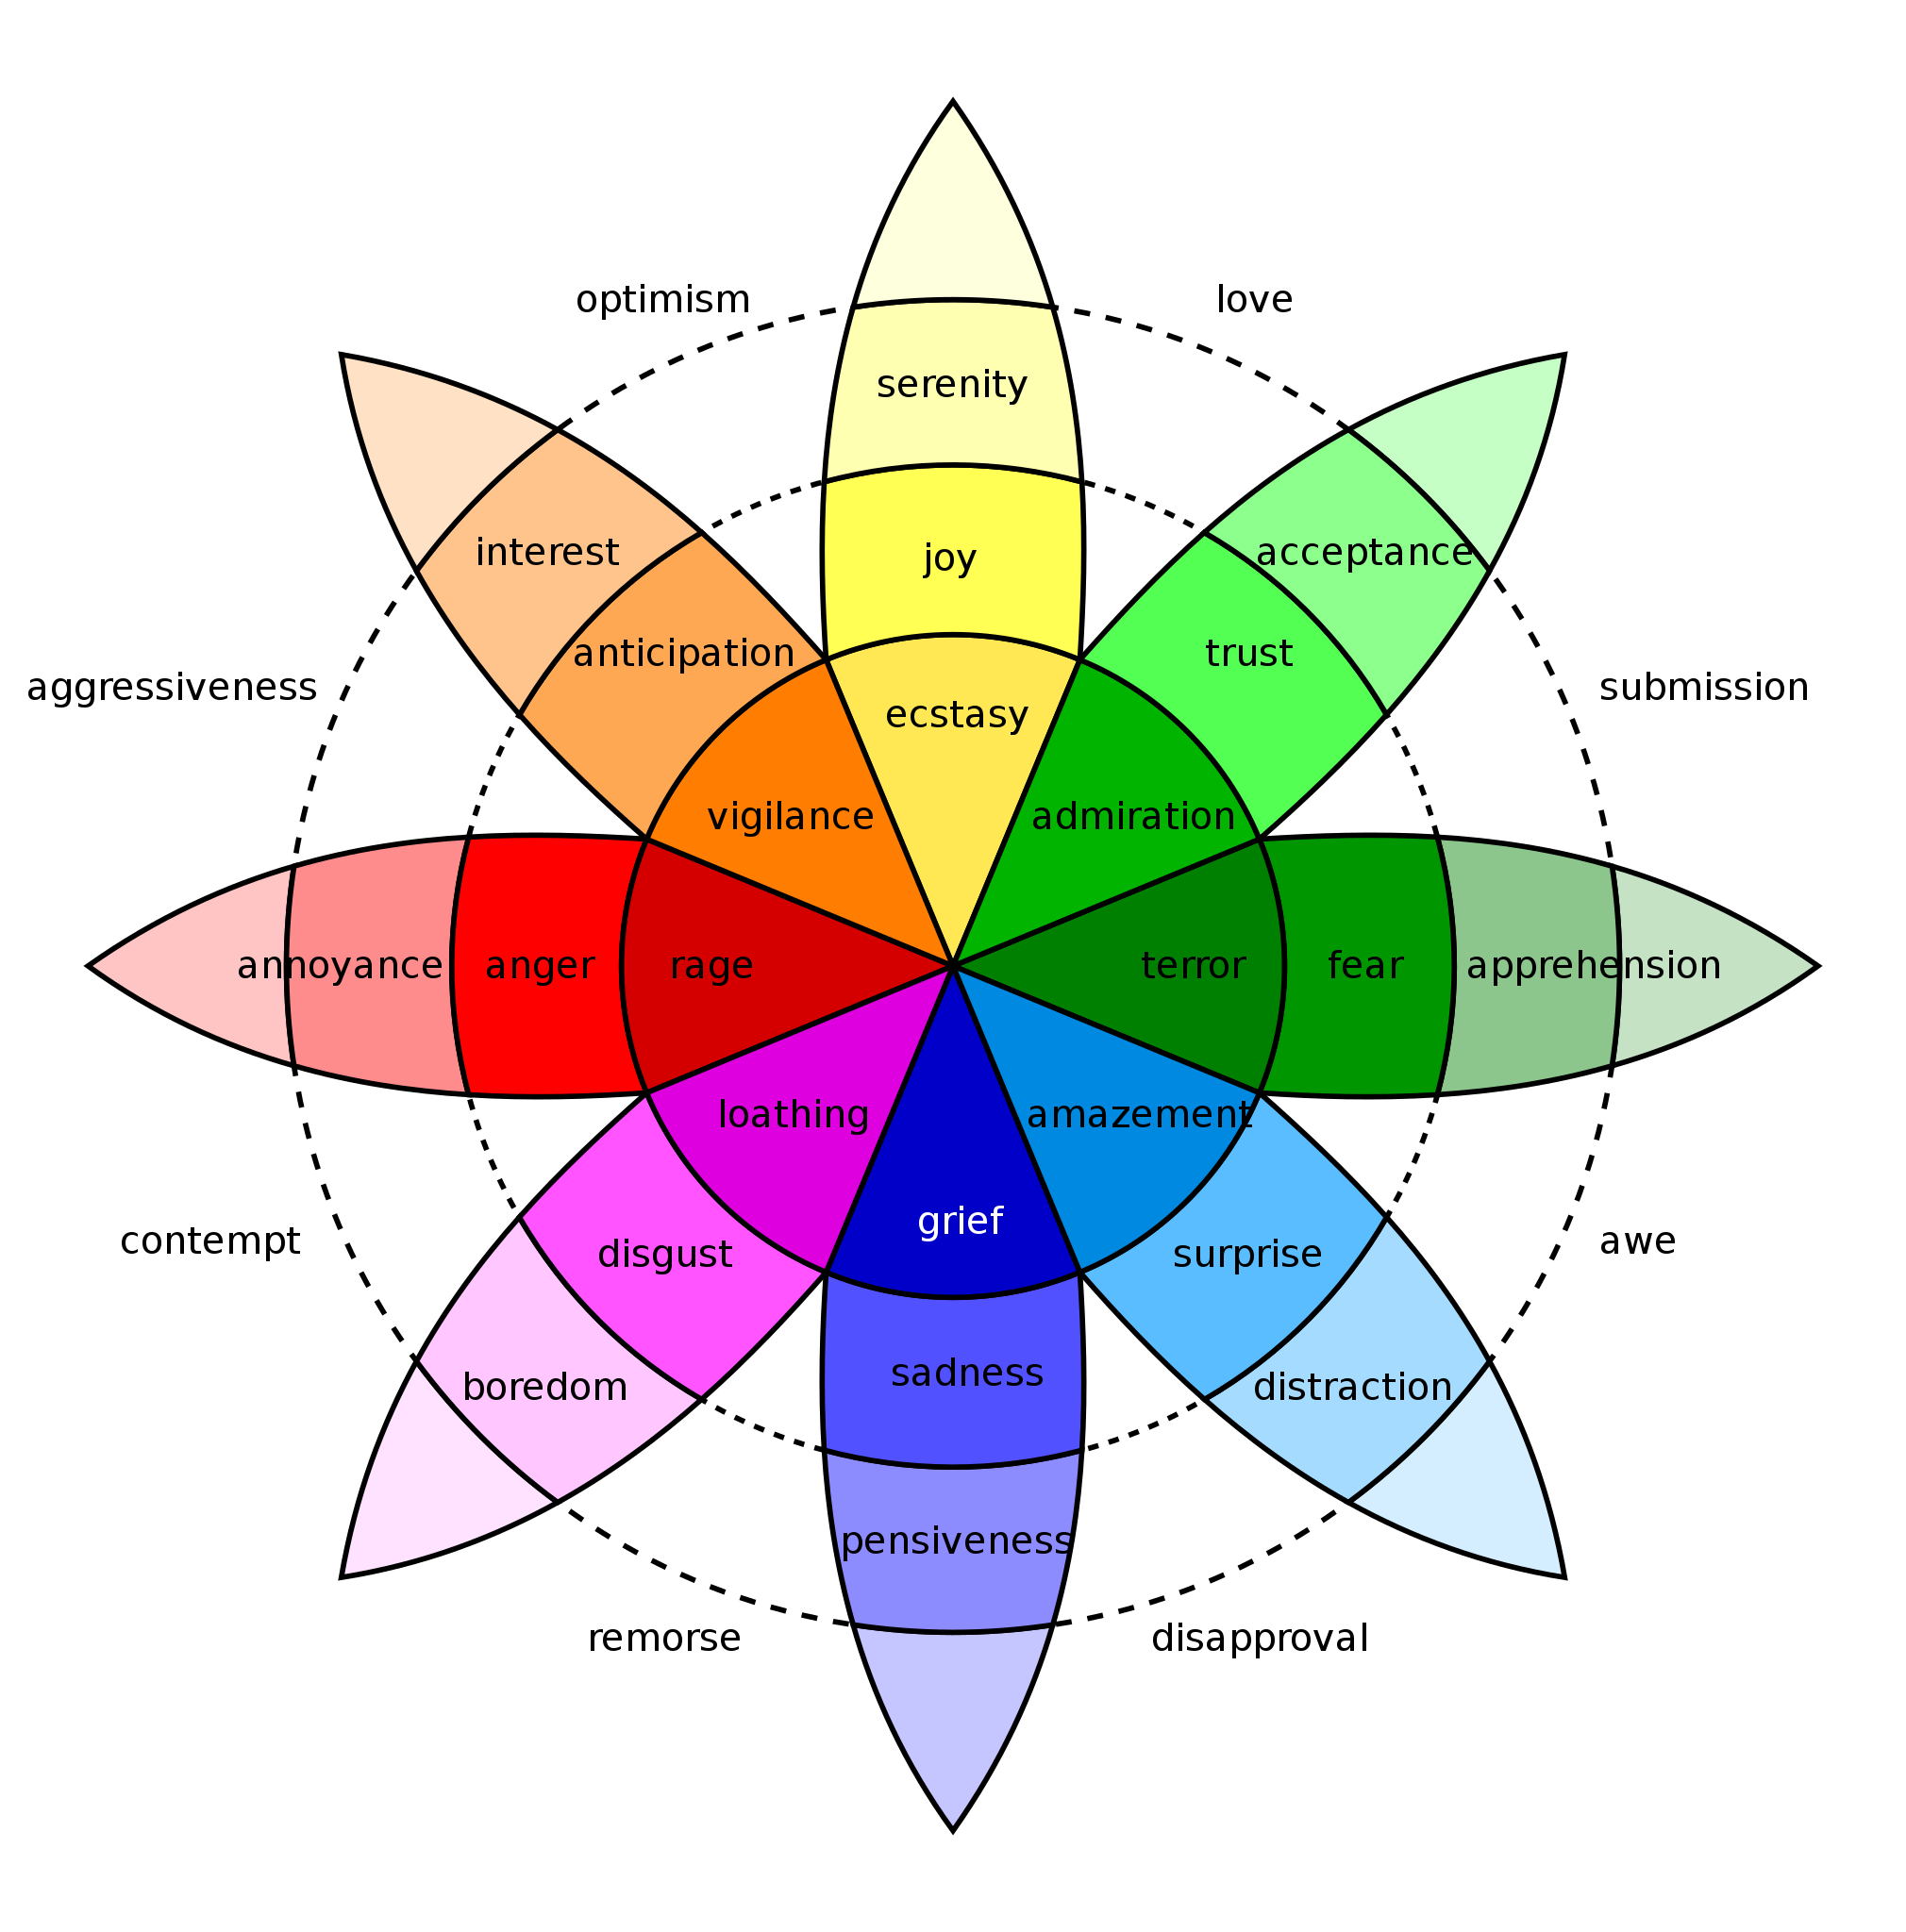 optimism
love
serenity
interest
joy
acceptance
anticipation
trust
aggressiveness
ecstasy
submission
vigilance
admiration
annoyance
anger
rage
terror
fear
apprehension
loathing
amazement
contempt
grief
awe
disgust
surprise
sadness
boredom
distraction
pensiveness
remorse
disapproval